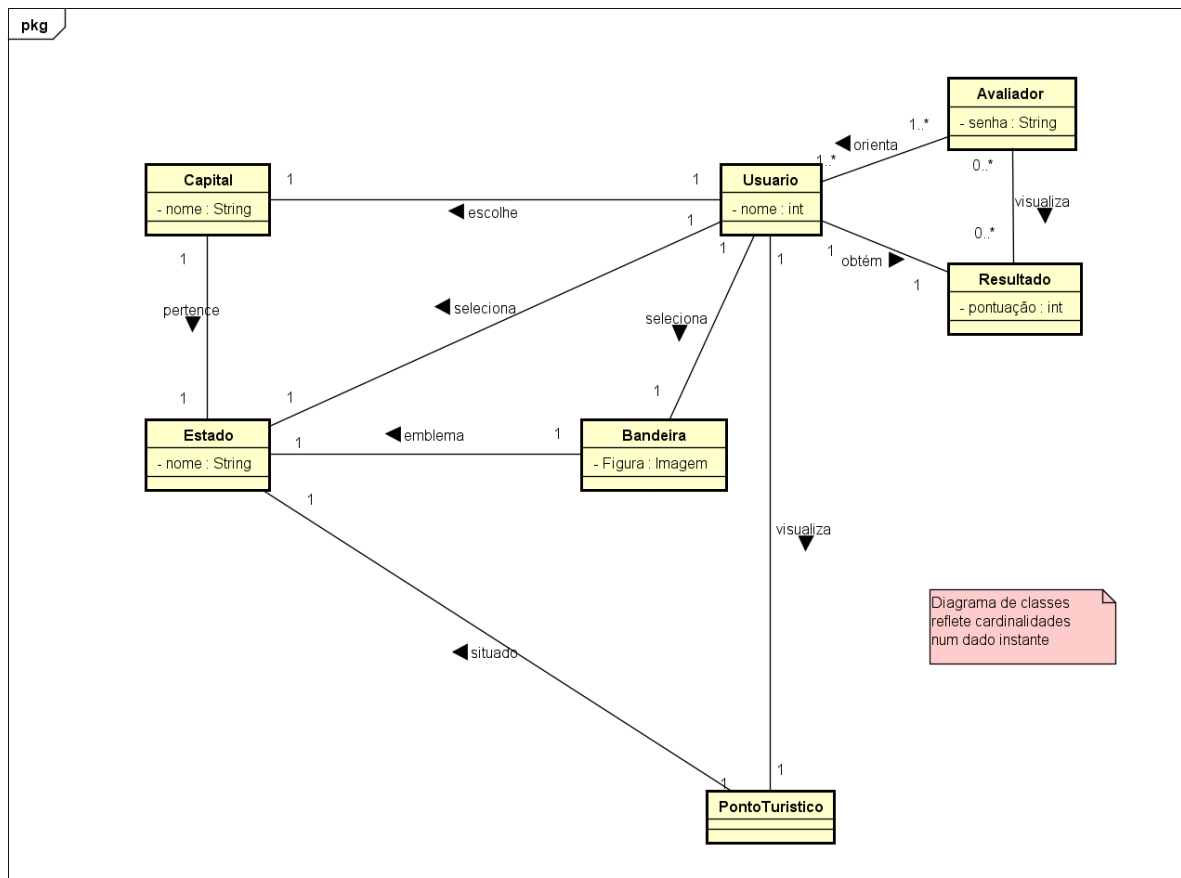 pkg
Avaliador
- senha : String
1..*
0..*
orienta
1..*
Capital
- nome : String
1
1
escolhe
Usuario
- nome : int
visualiza
0..*
1
1
1
1
1
obtém
1
Resultado
- pontuação : int
1
pertence
1
seleciona
1
seleciona
1
Estado
- nome : String
1
emblema
1
Bandeira
- Figura : Imagem
1
visualiza
Diagrama de classes
reflete cardinalidades
num dado instante
situado
1
1
PontoTuristico